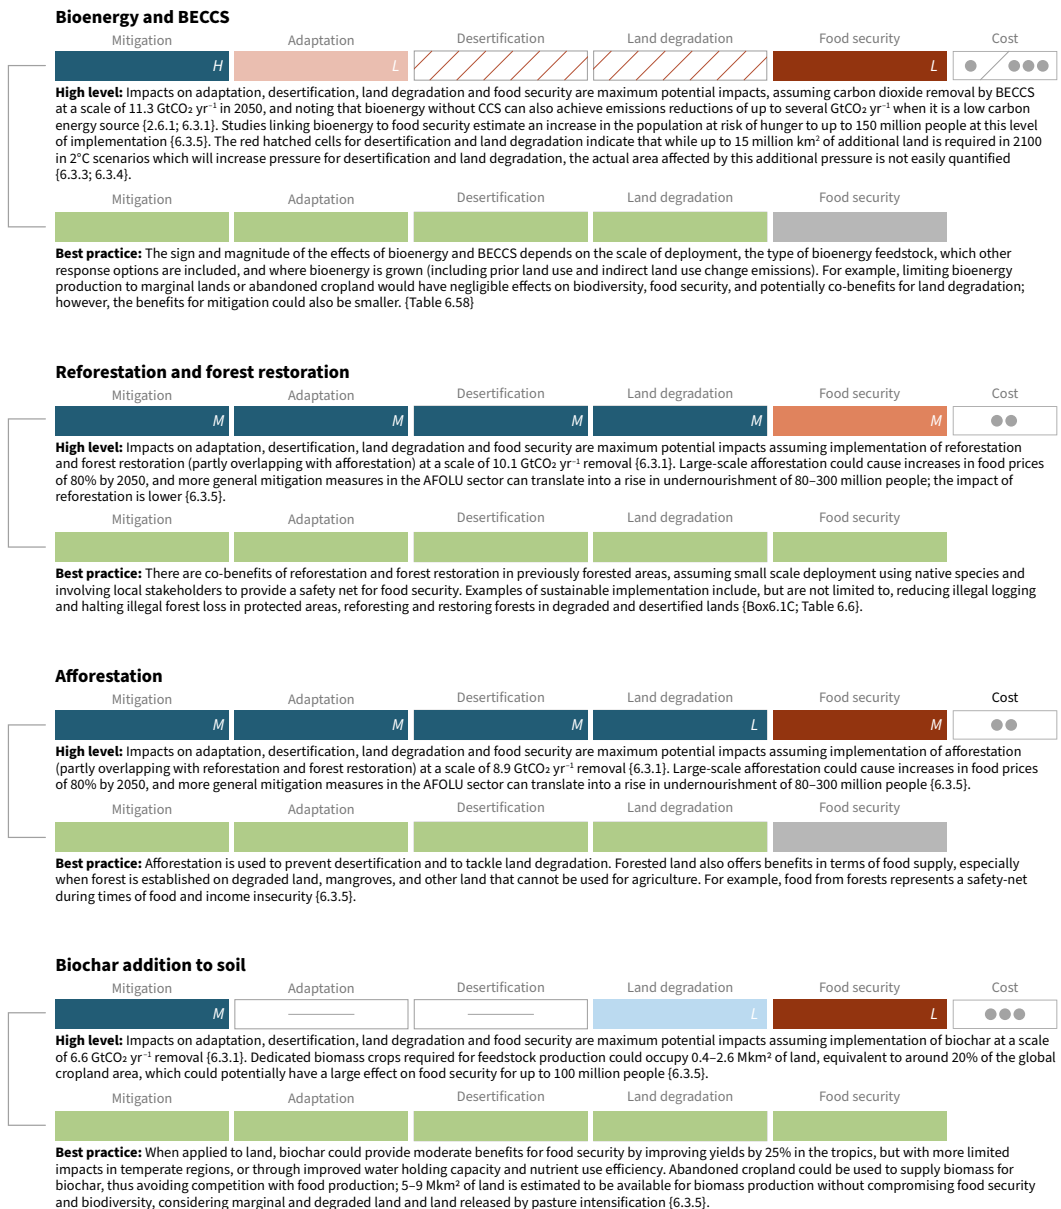 Bioenergy and BECCS
Mitigation Adaptation Desertification Land degradation Food security Cost
H L L
High level: Impacts on adaptation, desertification, land degradation and food security are maximum potential impacts, assuming carbon dioxide removal by BECCS
at a scale of 11.3 GtCO₂ yr⁻¹ in 2050, and noting that bioenergy without CCS can also achieve emissions reductions of up to several GtCO₂ yr⁻¹ when it is a low carbon
energy source {2.6.1; 6.3.1}. Studies linking bioenergy to food security estimate an increase in the population at risk of hunger to up to 150 million people at this level
of implementation {6.3.5}. The red hatched cells for desertification and land degradation indicate that while up to 15 million km² of additional land is required in 2100
in 2°C scenarios which will increase pressure for desertification and land degradation, the actual area affected by this additional pressure is not easily quantified
{6.3.3; 6.3.4}.
Mitigation Adaptation Desertification Land degradation Food security
Best practice: The sign and magnitude of the effects of bioenergy and BECCS depends on the scale of deployment, the type of bioenergy feedstock, which other
response options are included, and where bioenergy is grown (including prior land use and indirect land use change emissions). For example, limiting bioenergy
production to marginal lands or abandoned cropland would have negligible effects on biodiversity, food security, and potentially co-benefits for land degradation;
however, the benefits for mitigation could also be smaller. {Table 6.58}
Reforestation and forest restoration
Mitigation Adaptation Desertification Land degradation Food security Cost
M M M M M
High level: Impacts on adaptation, desertification, land degradation and food security are maximum potential impacts assuming implementation of reforestation
and forest restoration (partly overlapping with afforestation) at a scale of 10.1 GtCO₂ yr⁻¹ removal {6.3.1}. Large-scale afforestation could cause increases in food prices
of 80% by 2050, and more general mitigation measures in the AFOLU sector can translate into a rise in undernourishment of 80–300 million people; the impact of
reforestation is lower {6.3.5}.
Mitigation Adaptation Desertification Land degradation Food security
Best practice: There are co-benefits of reforestation and forest restoration in previously forested areas, assuming small scale deployment using native species and
involving local stakeholders to provide a safety net for food security. Examples of sustainable implementation include, but are not limited to, reducing illegal logging
and halting illegal forest loss in protected areas, reforesting and restoring forests in degraded and desertified lands {Box6.1C; Table 6.6}.
Afforestation
Mitigation Adaptation Desertification Land degradation Food security Cost
M M M L M
High level: Impacts on adaptation, desertification, land degradation and food security are maximum potential impacts assuming implementation of afforestation
(partly overlapping with reforestation and forest restoration) at a scale of 8.9 GtCO₂ yr⁻¹ removal {6.3.1}. Large-scale afforestation could cause increases in food prices
of 80% by 2050, and more general mitigation measures in the AFOLU sector can translate into a rise in undernourishment of 80–300 million people {6.3.5}.
Mitigation Adaptation Desertification Land degradation Food security
Best practice: Afforestation is used to prevent desertification and to tackle land degradation. Forested land also offers benefits in terms of food supply, especially
when forest is established on degraded land, mangroves, and other land that cannot be used for agriculture. For example, food from forests represents a safety-net
during times of food and income insecurity {6.3.5}.
Biochar addition to soil
Mitigation Adaptation Desertification Land degradation Food security Cost
M L L
High level: Impacts on adaptation, desertification, land degradation and food security are maximum potential impacts assuming implementation of biochar at a scale
of 6.6 GtCO₂ yr⁻¹ removal {6.3.1}. Dedicated biomass crops required for feedstock production could occupy 0.4–2.6 Mkm² of land, equivalent to around 20% of the global
cropland area, which could potentially have a large effect on food security for up to 100 million people {6.3.5}.
Mitigation Adaptation Desertification Land degradation Food security
Best practice: When applied to land, biochar could provide moderate benefits for food security by improving yields by 25% in the tropics, but with more limited
impacts in temperate regions, or through improved water holding capacity and nutrient use efficiency. Abandoned cropland could be used to supply biomass for
biochar, thus avoiding competition with food production; 5–9 Mkm² of land is estimated to be available for biomass production without compromising food security
and biodiversity, considering marginal and degraded land and land released by pasture intensification {6.3.5}.